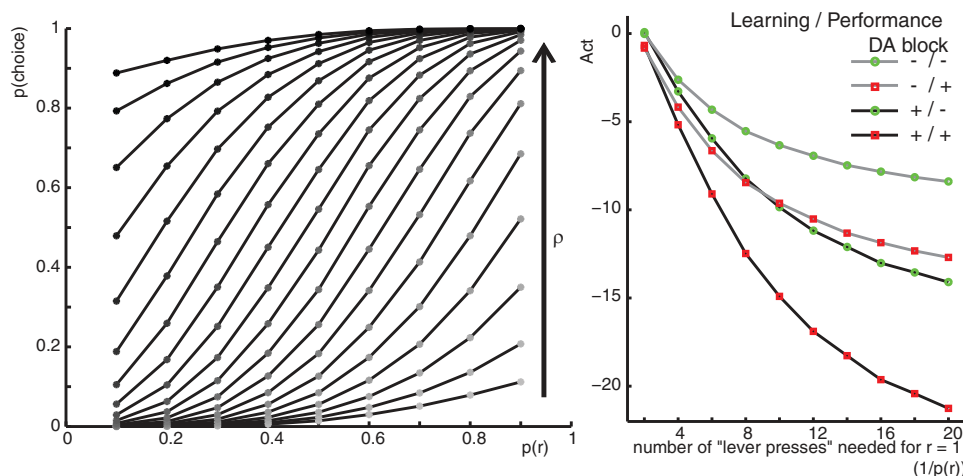 p(choice)
1
0.8
0.6
0.4
0.2
0
0
0.2
0.4
0.6
0.8
1
p(r)
ρ
Learning / Performance
DA block
- / -
- / +
+ / -
+ / +
Act
0
−5
−10
−15
−20
4
8
12
16
20
number of "lever presses" needed for r = 1
(1/p(r))